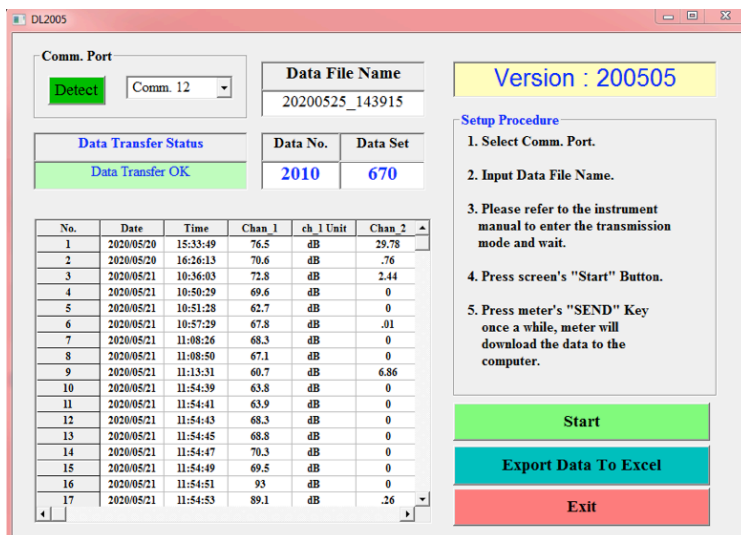 DL2005
Comm. Port
Detect
Comm. 12
Data File Name
20200525_143915
Version : 200505
Data Transfer Status
Data Transfer OK
Data No. Data Set
2010 670
Setup Procedure
1. Select Comm. Port.
2. Input Data File Name.
3. Please refer to the instrument
manual to enter the transmission
mode and wait.
4. Press screen's "Start" Button.
5. Press meter's "SEND" Key
once a while, meter will
download the data to the
computer.
No. Date Time Chan_1 ch_1 Unit Chan_2
1 2020/05/20 15:33:49 76.5 dB 29.78
2 2020/05/20 16:26:13 70.6 dB .76
3 2020/05/21 10:36:03 72.8 dB 2.44
4 2020/05/21 10:50:29 69.6 dB 0
5 2020/05/21 10:51:28 62.7 dB 0
6 2020/05/21 10:57:29 67.8 dB .01
7 2020/05/21 11:08:26 68.3 dB 0
8 2020/05/21 11:08:50 67.1 dB 0
9 2020/05/21 11:13:31 60.7 dB 6.86
10 2020/05/21 11:54:39 63.8 dB 0
11 2020/05/21 11:54:41 63.9 dB 0
12 2020/05/21 11:54:43 68.3 dB 0
13 2020/05/21 11:54:45 68.8 dB 0
14 2020/05/21 11:54:47 70.3 dB 0
15 2020/05/21 11:54:49 69.5 dB 0
16 2020/05/21 11:54:51 93 dB 0
17 2020/05/21 11:54:53 89.1 dB .26
Start
Export Data To Excel
Exit